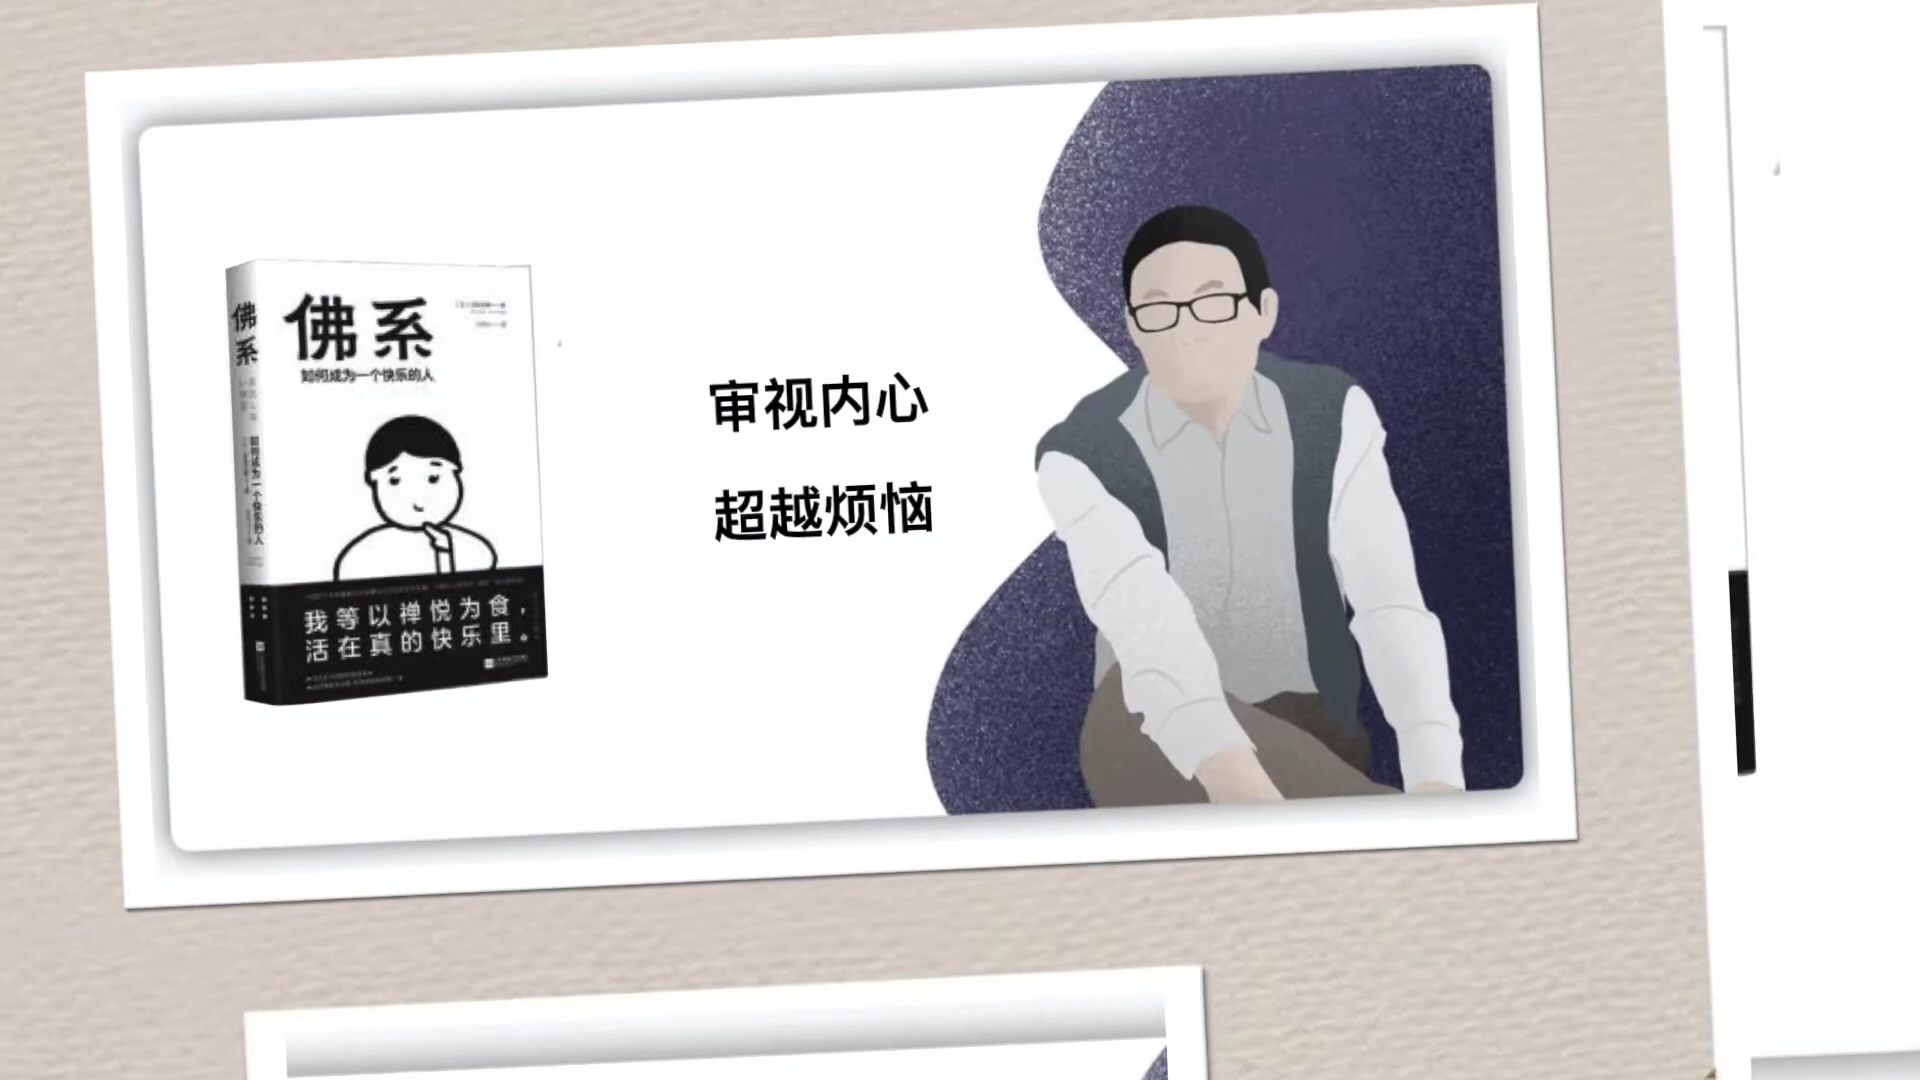 佛系
如何成为一个快乐的人
佛系
如何成为一个快乐的人
我等以禅悦为食，
活在真的快乐里。
审视内心
超越烦恼